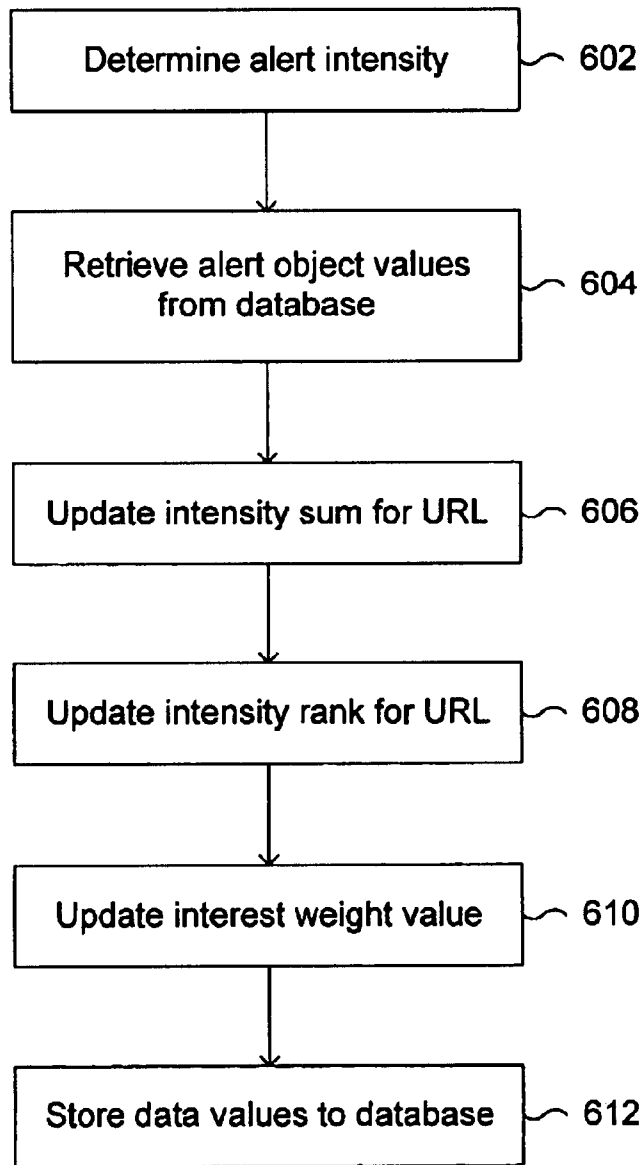 Determine alert intensity
602
Retrieve alert object values
from database
604
Update intensity sum for URL
606
Update intensity rank for URL
608
Update interest weight value
610
Store data values to database
612